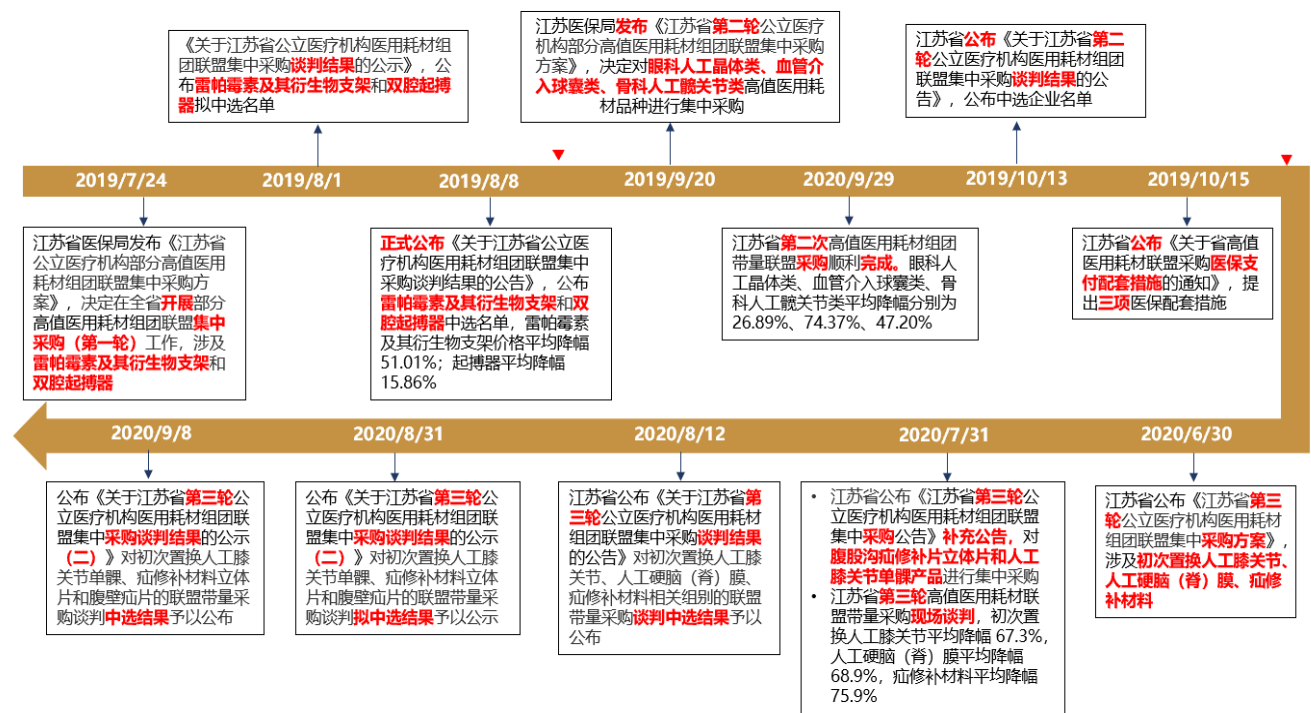 《关于江苏省公立医疗机构医用耗材组
团联盟集中采购谈判结果的公示》，公
布雷帕霉素及其衍生物支架和双腔起搏
器拟中选名单
江苏医保局发布《江苏省第二轮公立医疗
机构部分高值医用耗材组团联盟集中采购
方案》，决定对眼科人工晶体类、血管介
入球囊类、骨科人工髋关节类高值医用耗
材品种进行集中采购
江苏省公布《关于江苏省第二
轮公立医疗机构医用耗材组团
联盟集中采购谈判结果的公
告》，公布中选企业名单
2019/7/24
2019/8/1
2019/8/8
2019/9/20
2020/9/29
2019/10/13
2019/10/15
江苏省医保局发布《江苏省
公立医疗机构部分高值医用
耗材组团联盟集中采购方
案》，决定在全省开展部分
高值医用耗材组团联盟集中
采购（第一轮）工作，涉及
雷帕霉素及其衍生物支架和
双腔起搏器
正式公布《关于江苏省公立医
疗机构医用耗材组团联盟集中
采购谈判结果的公告》，公布
雷帕霉素及其衍生物支架和双
腔起搏器中选名单，雷帕霉素
及其衍生物支架价格平均降幅
51.01%；起搏器平均降幅
15.86%
江苏省第二次高值医用耗材组团
带量联盟采购顺利完成。眼科人
工晶体类、血管介入球囊类、骨
科人工髋关节类平均降幅分别为
26.89%、74.37%、47.20%
江苏省公布《关于省高值
医用耗材联盟采购医保支
付配套措施的通知》，提
出三项医保配套措施
2020/9/8
2020/8/31
2020/8/12
2020/7/31
2020/6/30
公布《关于江苏省第三轮公
立医疗机构医用耗材组团联
盟集中采购谈判结果的公示
（二）》对初次置换人工膝
关节单髁、疝修补材料立体
片和腹壁疝片的联盟带量采
购谈判中选结果予以公布
公布《关于江苏省第三轮公
立医疗机构医用耗材组团联
盟集中采购谈判结果的公示
（二）》对初次置换人工膝
关节单髁、疝修补材料立体
片和腹壁疝片的联盟带量采
购谈判拟中选结果予以公示
江苏省公布《关于江苏省第
三轮公立医疗机构医用耗材
组团联盟集中采购谈判结果
的公告》对初次置换人工膝
关节、人工硬脑（脊）膜、
疝修补材料相关组别的联盟
带量采购谈判中选结果予以
公布
• 江苏省公布《江苏省第三轮公立
医疗机构医用耗材组团联盟
集中采购公告》补充公告，对
腹股沟疝修补片立体片和人工
膝关节单髁产品进行集中采购
• 江苏省第三轮高值医用耗材联
盟带量采购现场谈判，初次置
换人工膝关节平均降幅 67.3%，
人工硬脑（脊）膜平均降幅
68.9%，疝修补材料平均降幅
75.9%
江苏省公布《江苏省第三
轮公立医疗机构医用耗材
组团联盟集中采购方案》，
涉及初次置换人工膝关节、
人工硬脑（脊）膜、疝修
补材料